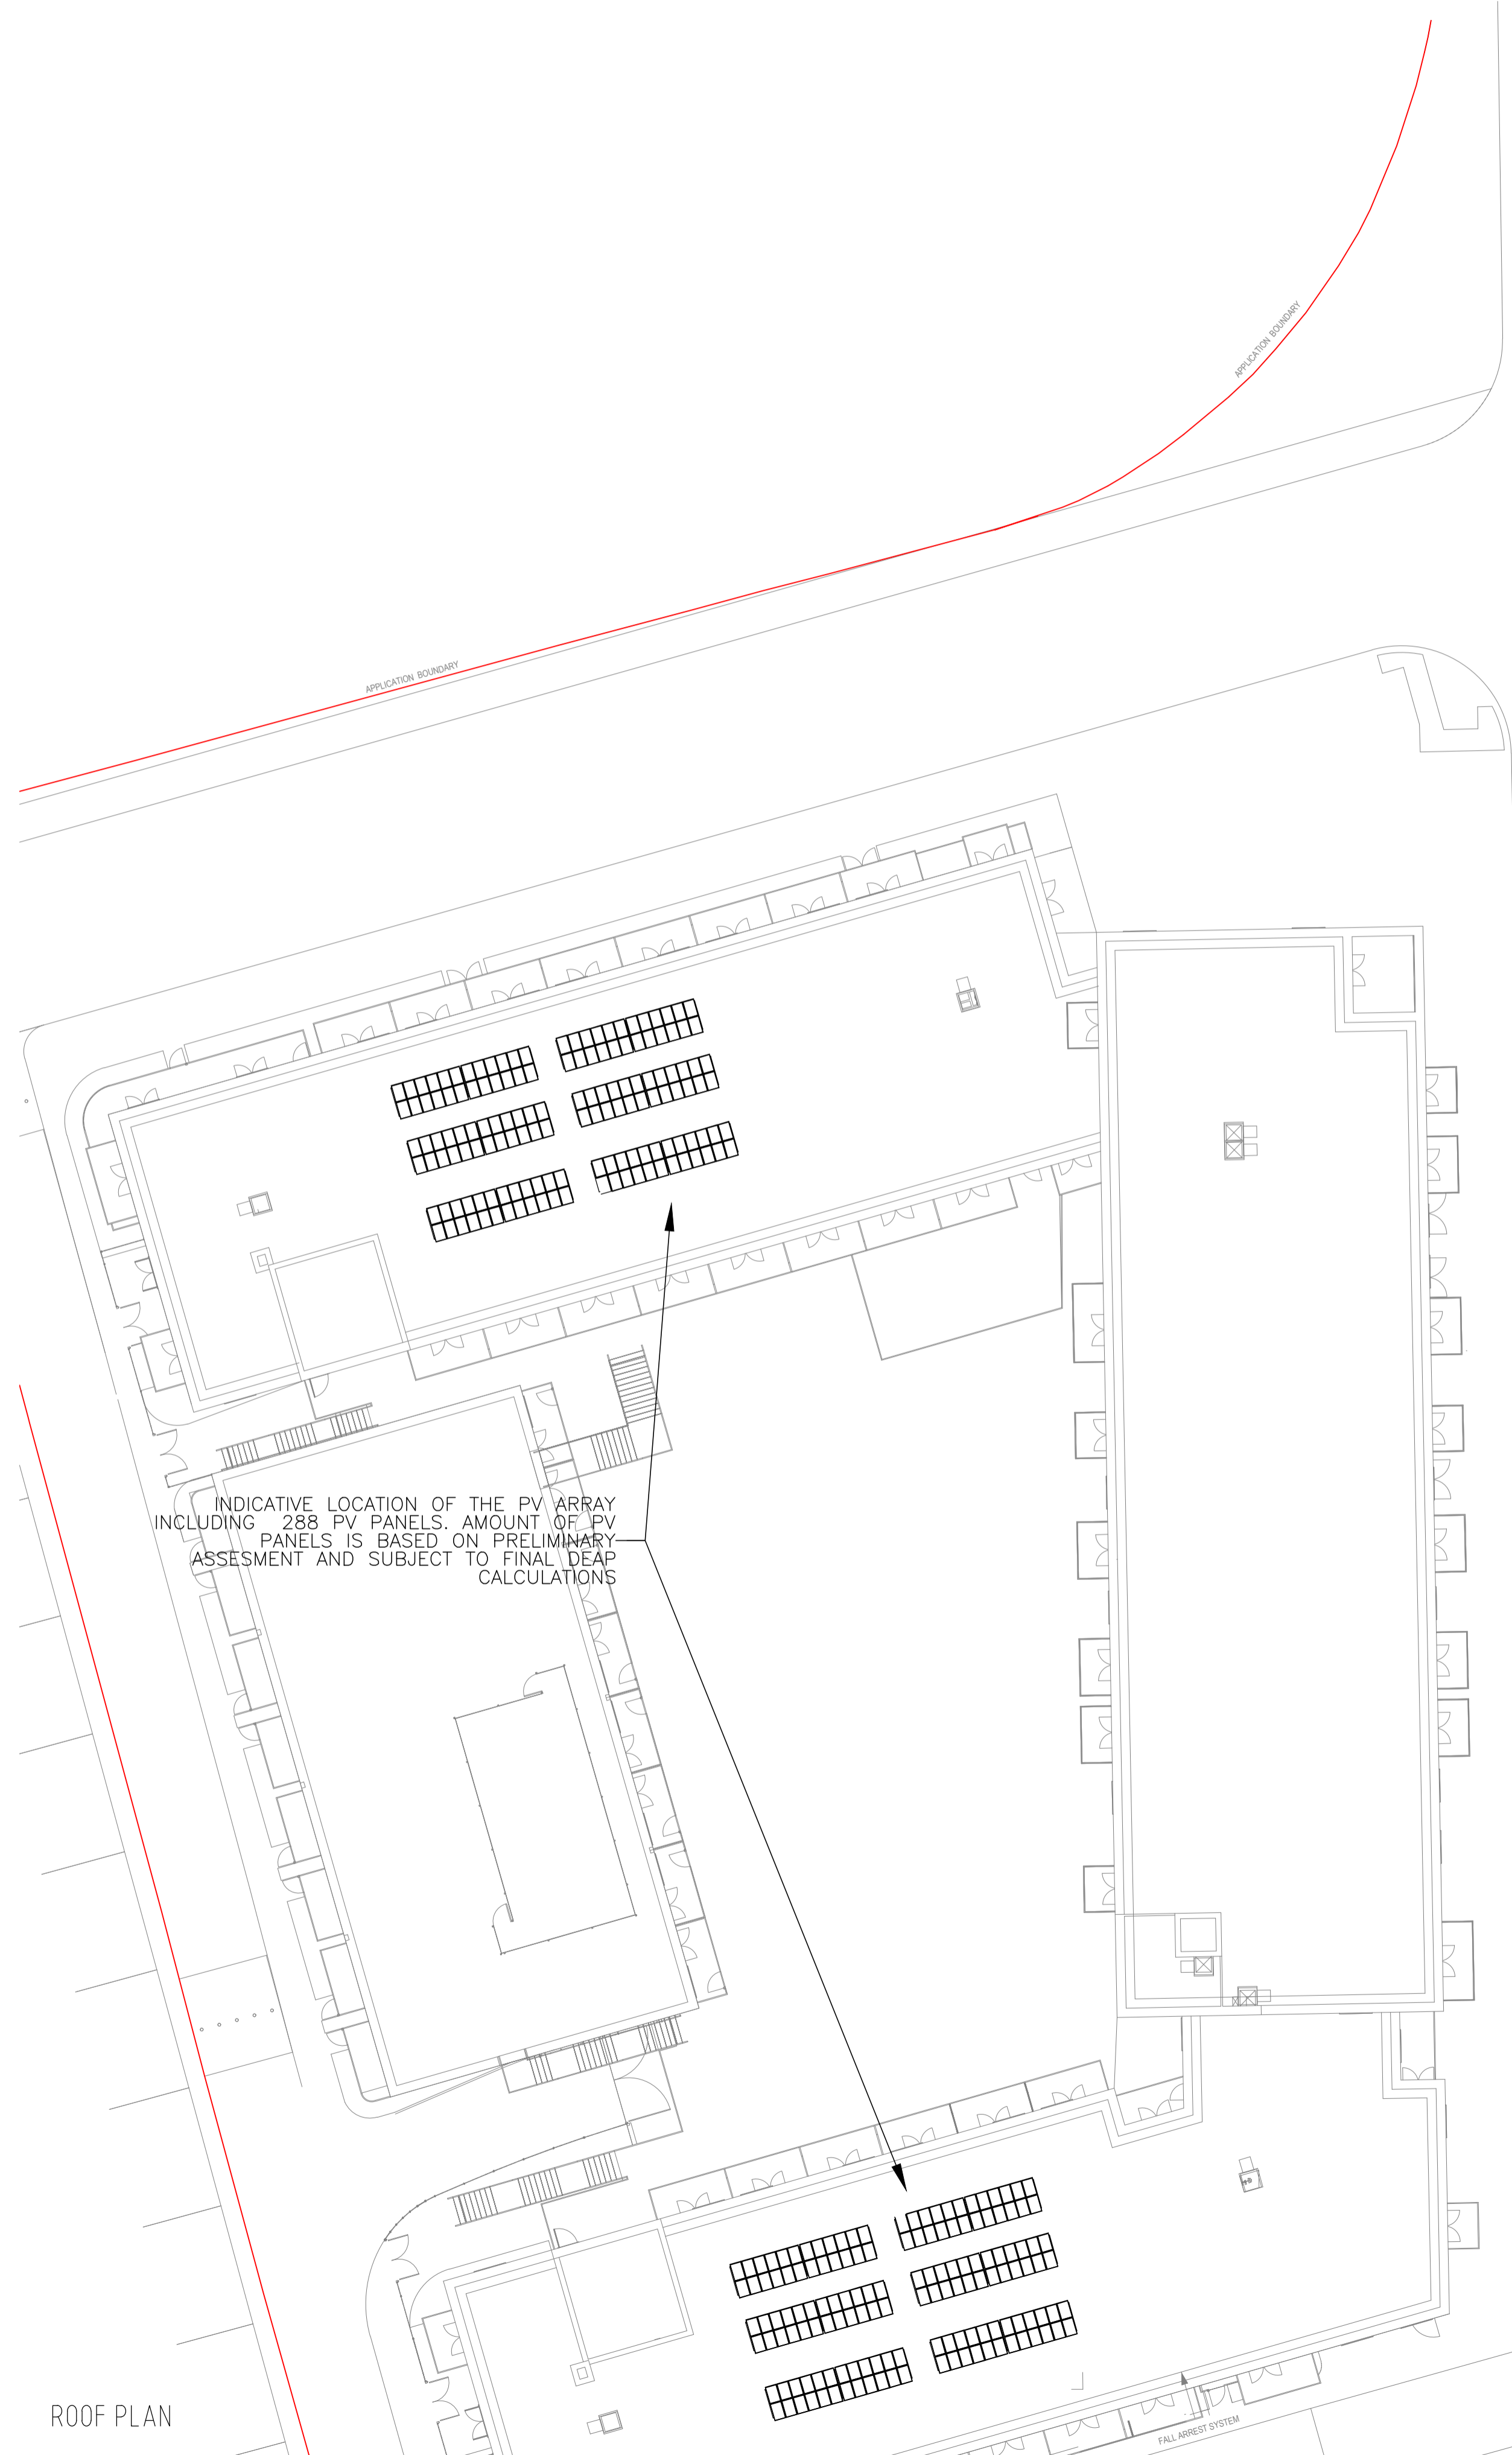 APPLICATION BOUNDARY
APPLICATION BOUNDARY
INDICATIVE LOCATION OF THE PV ARRAY
INCLUDING 288 PV PANELS. AMOUNT OF PV
PANELS IS BASED ON PRELIMINARY
ASSESMENT AND SUBJECT TO FINAL DEAP
CALCULATIONS
ROOF PLAN
FALL ARREST SYSTEM